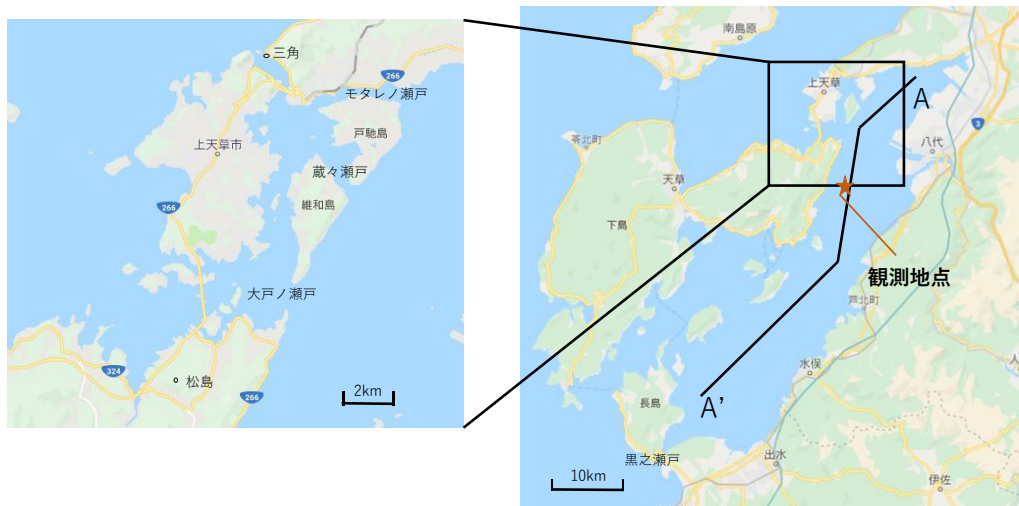 三角
266
モタレノ瀬戸
戸馳島
上天草市
蔵々瀬戸
維和島
266
大戸ノ瀬戸
324
松島
266
2km
南島原
上天草
A
3
八代
苓北町
天草
下島
観測地点
芦北町
水俣
人
A’
長島
黒之瀬戸
出水
伊佐
10km